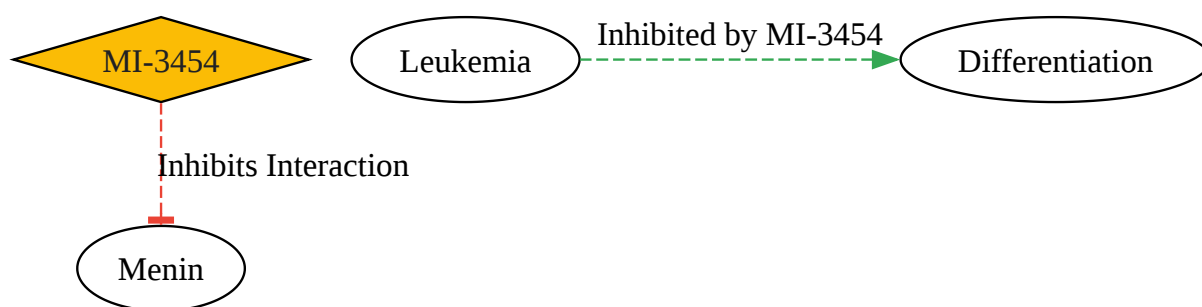 MI-3454
Leukemia
Inhibited by MI-3454
Differentiation
Inhibits Interaction
Menin